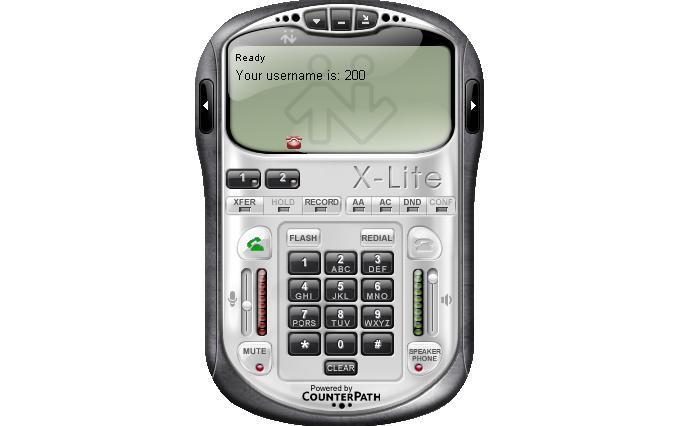 Ready
Your username is: 200
1 2 X-Lite
XFER HOLD RECORD AA AC DND CONF
FLASH REDIAL
1 2 ABC 3 DEF
4 GHI 5 JKL 6 MNO
7 PQRS 8 TUV 9 WXYZ
* 0 #
MUTE
SPEAKER
PHONE
CLEAR
Powered by
COUNTERPATH